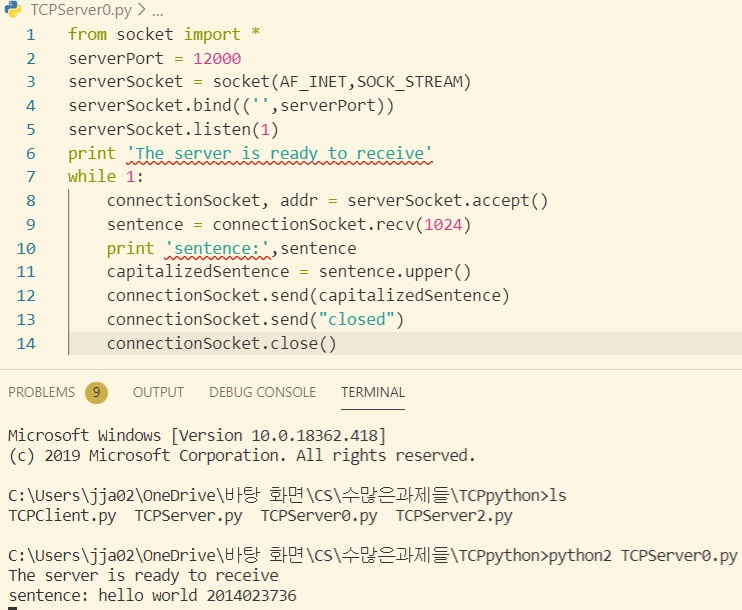 TCPServer0.py > ...
1 from socket import *
2 serverPort = 12000
3 serverSocket = socket(AF_INET,SOCK_STREAM)
4 serverSocket.bind(('',serverPort))
5 serverSocket.listen(1)
6 print 'The server is ready to receive'
7 while 1:
8     connectionSocket, addr = serverSocket.accept()
9     sentence = connectionSocket.recv(1024)
10     print 'sentence:',sentence
11     capitalizedSentence = sentence.upper()
12     connectionSocket.send(capitalizedSentence)
13     connectionSocket.send("closed")
14     connectionSocket.close()
PROBLEMS 9 OUTPUT DEBUG CONSOLE TERMINAL
Microsoft Windows [Version 10.0.18362.418]
(c) 2019 Microsoft Corporation. All rights reserved.
C:\Users\jja02\OneDrive\바탕 화면\CS\수많은과제들\TCPpython>ls
TCPClient.py  TCPServer.py  TCPServer0.py  TCPServer2.py
C:\Users\jja02\OneDrive\바탕 화면\CS\수많은과제들\TCPpython>python2 TCPServer0.py
The server is ready to receive
sentence: hello world 2014023736